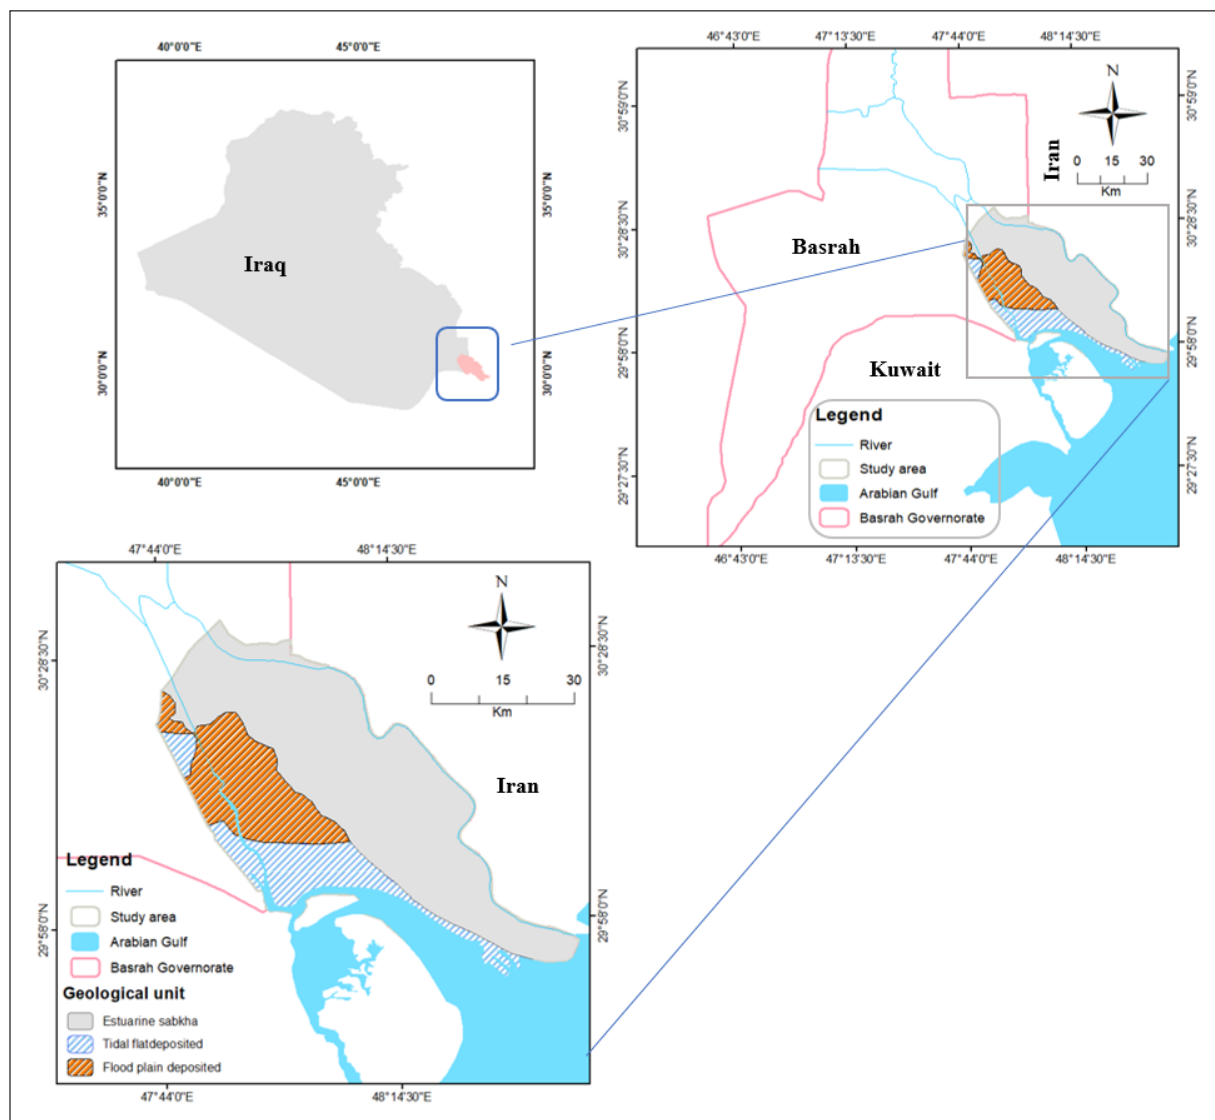 40°0'0"E
45°0'0"E
35°0'0"N
35°0'0"N
Iraq
30°0'0"N
30°0'0"N
40°0'0"E
45°0'0"E
46°43'0"E
47°13'30"E
47°44'0"E
48°14'30"E
N
30°59'0"N
30°59'0"N
Iran
0
15
30
Km
30°28'30"N
30°28'30"N
Basrah
29°58'0"N
29°58'0"N
Kuwait
Legend
River
Study area
Arabian Gulf
Basrah Governorate
29°27'30"N
29°27'30"N
46°43'0"E
47°13'30"E
47°44'0"E
48°14'30"E
47°44'0"E
48°14'30"E
N
30°28'30"N
30°28'30"N
0
15
30
Km
Iran
Legend
River
Study area
Arabian Gulf
Basrah Governorate
29°58'0"N
29°58'0"N
Geological unit
Estuarine sabkha
Tidal flatdeposited
Flood plain deposited
47°44'0"E
48°14'30"E